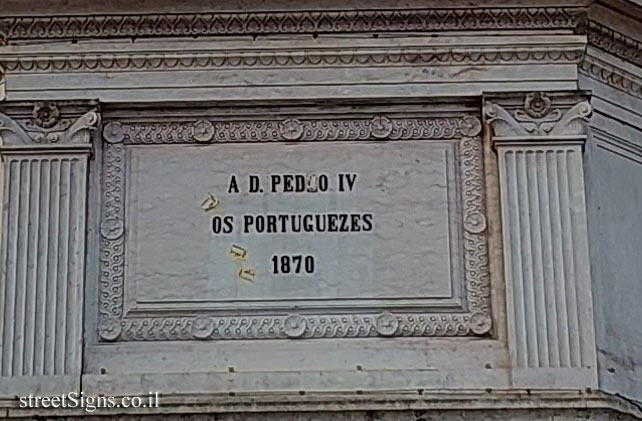 A D. PEDRO IV
OS PORTUGUEZES
1870
streetSigns.co.il